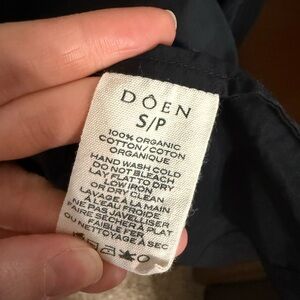 DÔEN
S/P
100% ORGANIC
COTTON/COTON
ORGANIQUE
HAND WASH COLD
DO NOT BLEACH
LAY FLAT TO DRY
LOW IRON
OR DRY CLEAN
LAVAGE À LA MAIN
À L'EAU FROIDE
NE PAS JAVELLISER
FAIRE SÉCHER À PLAT
FAIBLE FER
OU NETTOYAGE À SEC